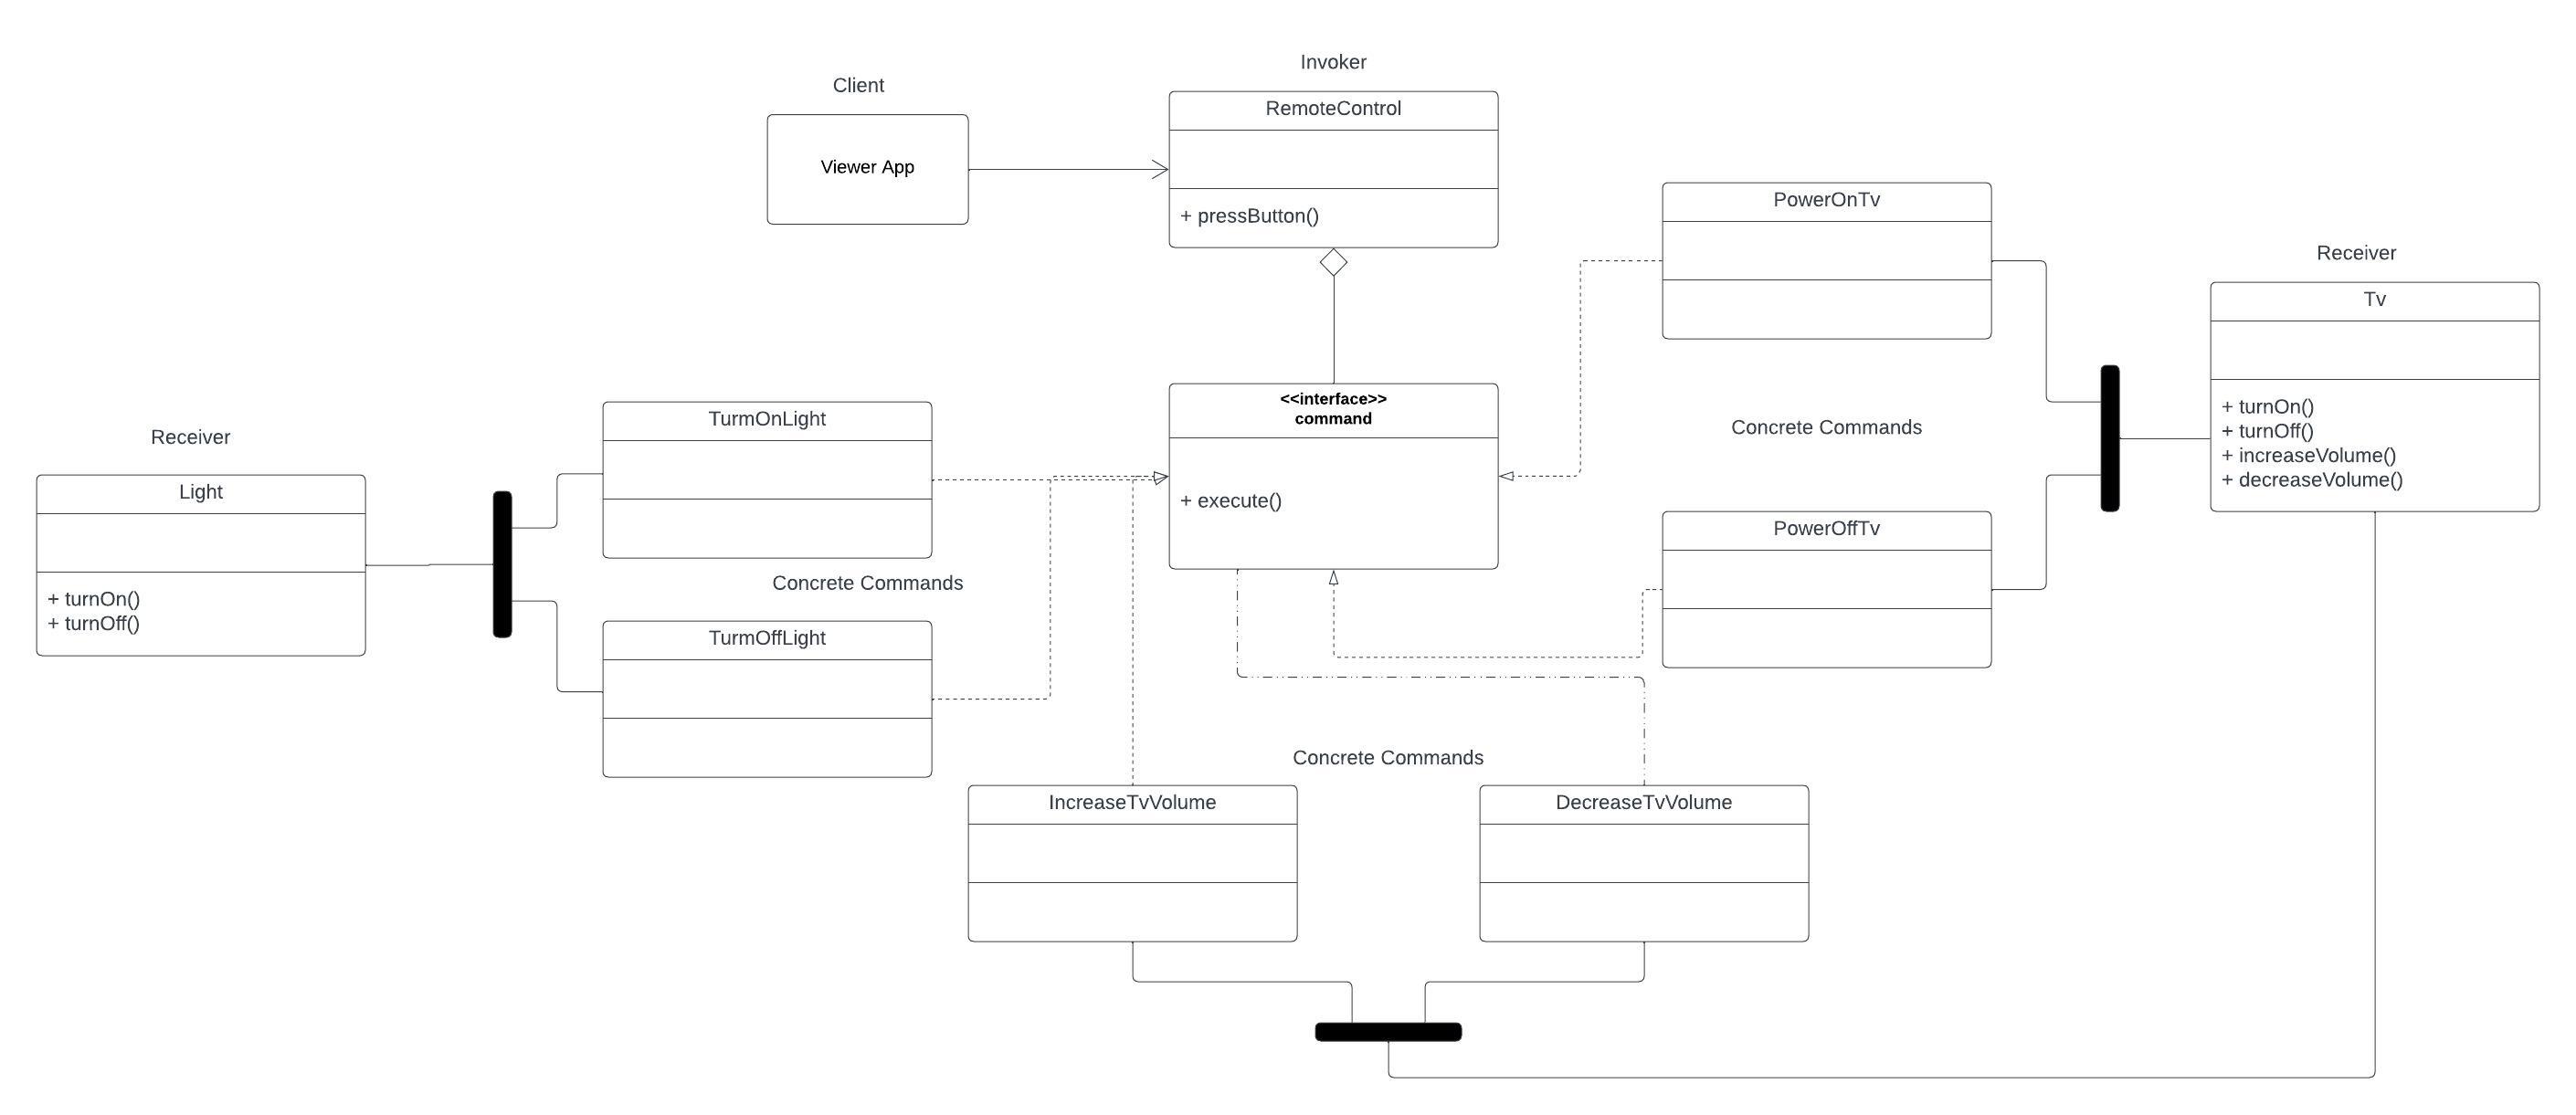 Invoker
Client
RemoteControl
Viewer App
+ pressButton()
PowerOnTv
Receiver
Tv
<<interface>>
command
+ turnOn()
+ turnOff()
+ increaseVolume()
+ decreaseVolume()
TurmOnLight
Concrete Commands
Receiver
Light
+ execute()
PowerOffTv
Concrete Commands
+ turnOn()
+ turnOff()
TurmOffLight
Concrete Commands
IncreaseTvVolume
DecreaseTvVolume